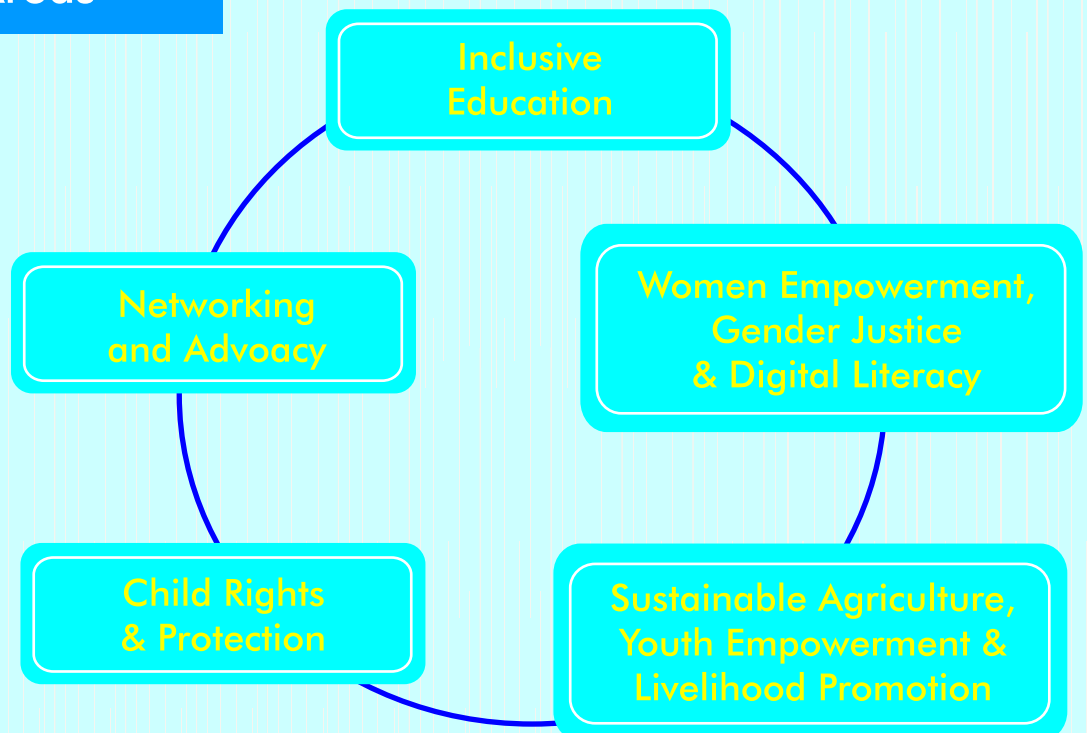 Inclusive
Education
Women Empowerment,
Gender Justice
& Digital Literacy
Networking
and Advoacy
Child Rights
& Protection
Sustainable Agriculture,
Youth Empowerment &
Livelihood Promotion